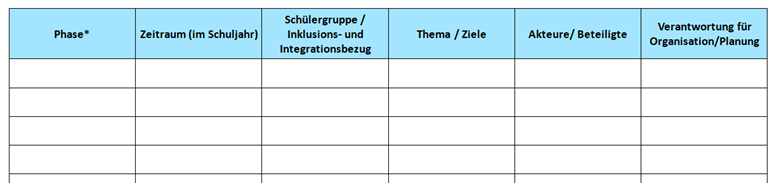 Phase*
Zeitraum (im Schuljahr)
Schülergruppe /
Inklusions- und
Integrationsbezug
Thema / Ziele
Akteure/ Beteiligte
Verantwortung für
Organisation/Planung